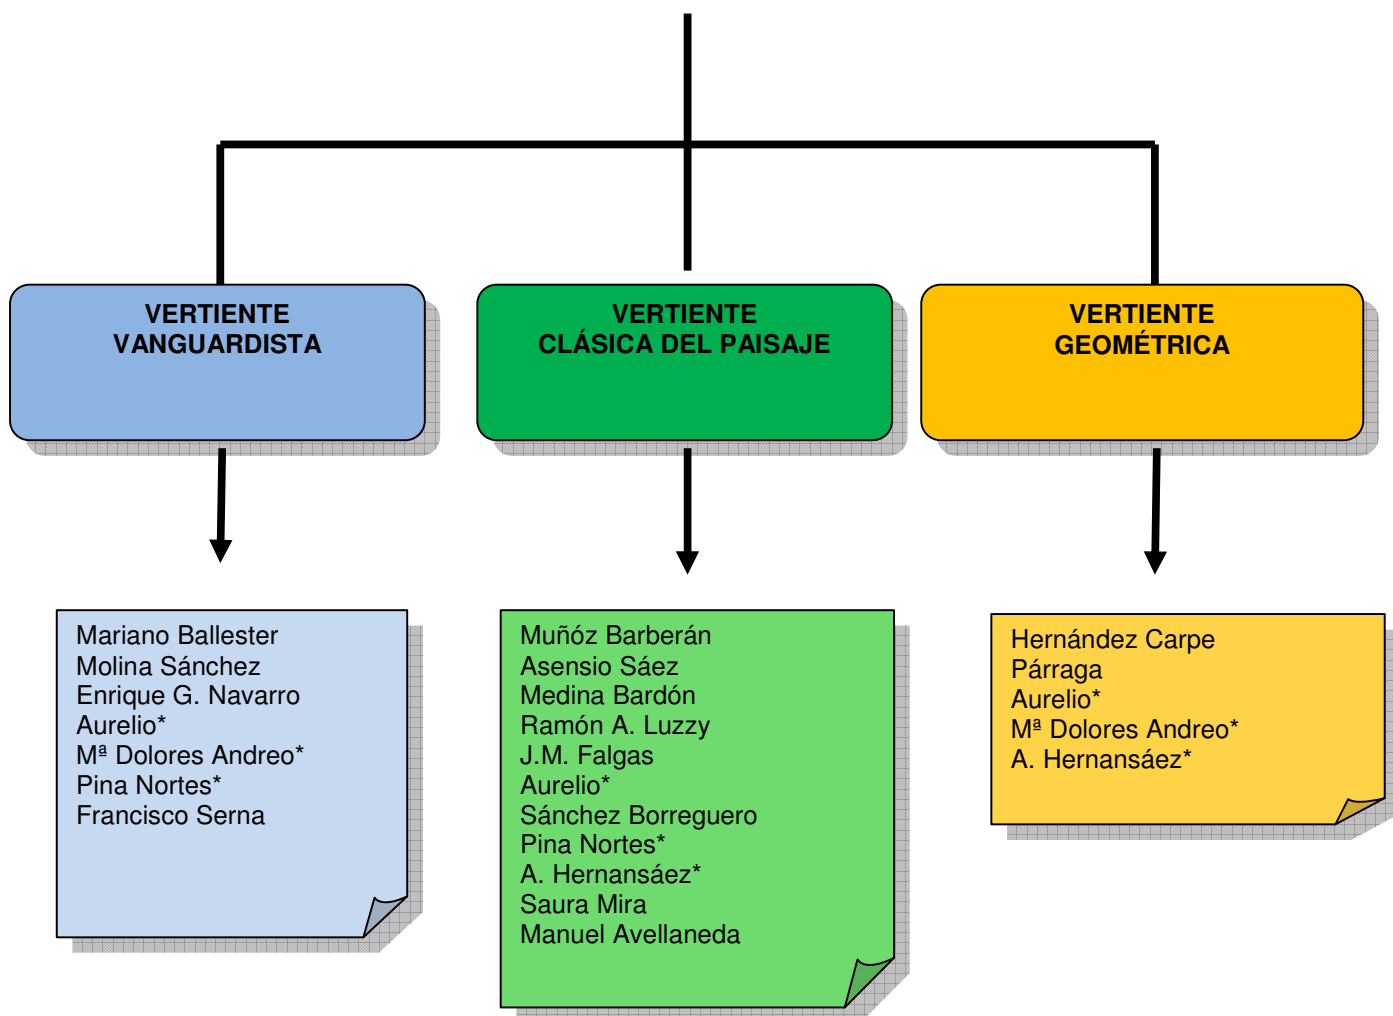 VERTIENTE
VANGUARDISTA
VERTIENTE
CLÁSICA DEL PAISAJE
VERTIENTE
GEOMÉTRICA
Mariano Ballester
Molina Sánchez
Enrique G. Navarro
Aurelio*
Mª Dolores Andreo*
Pina Nortes*
Francisco Serna
Muñóz Barberán
Asensio Sáez
Medina Bardón
Ramón A. Luzzy
J.M. Falgas
Aurelio*
Sánchez Borreguero
Pina Nortes*
A. Hernansáez*
Saura Mira
Manuel Avellaneda
Hernández Carpe
Párraga
Aurelio*
Mª Dolores Andreo*
A. Hernansáez*